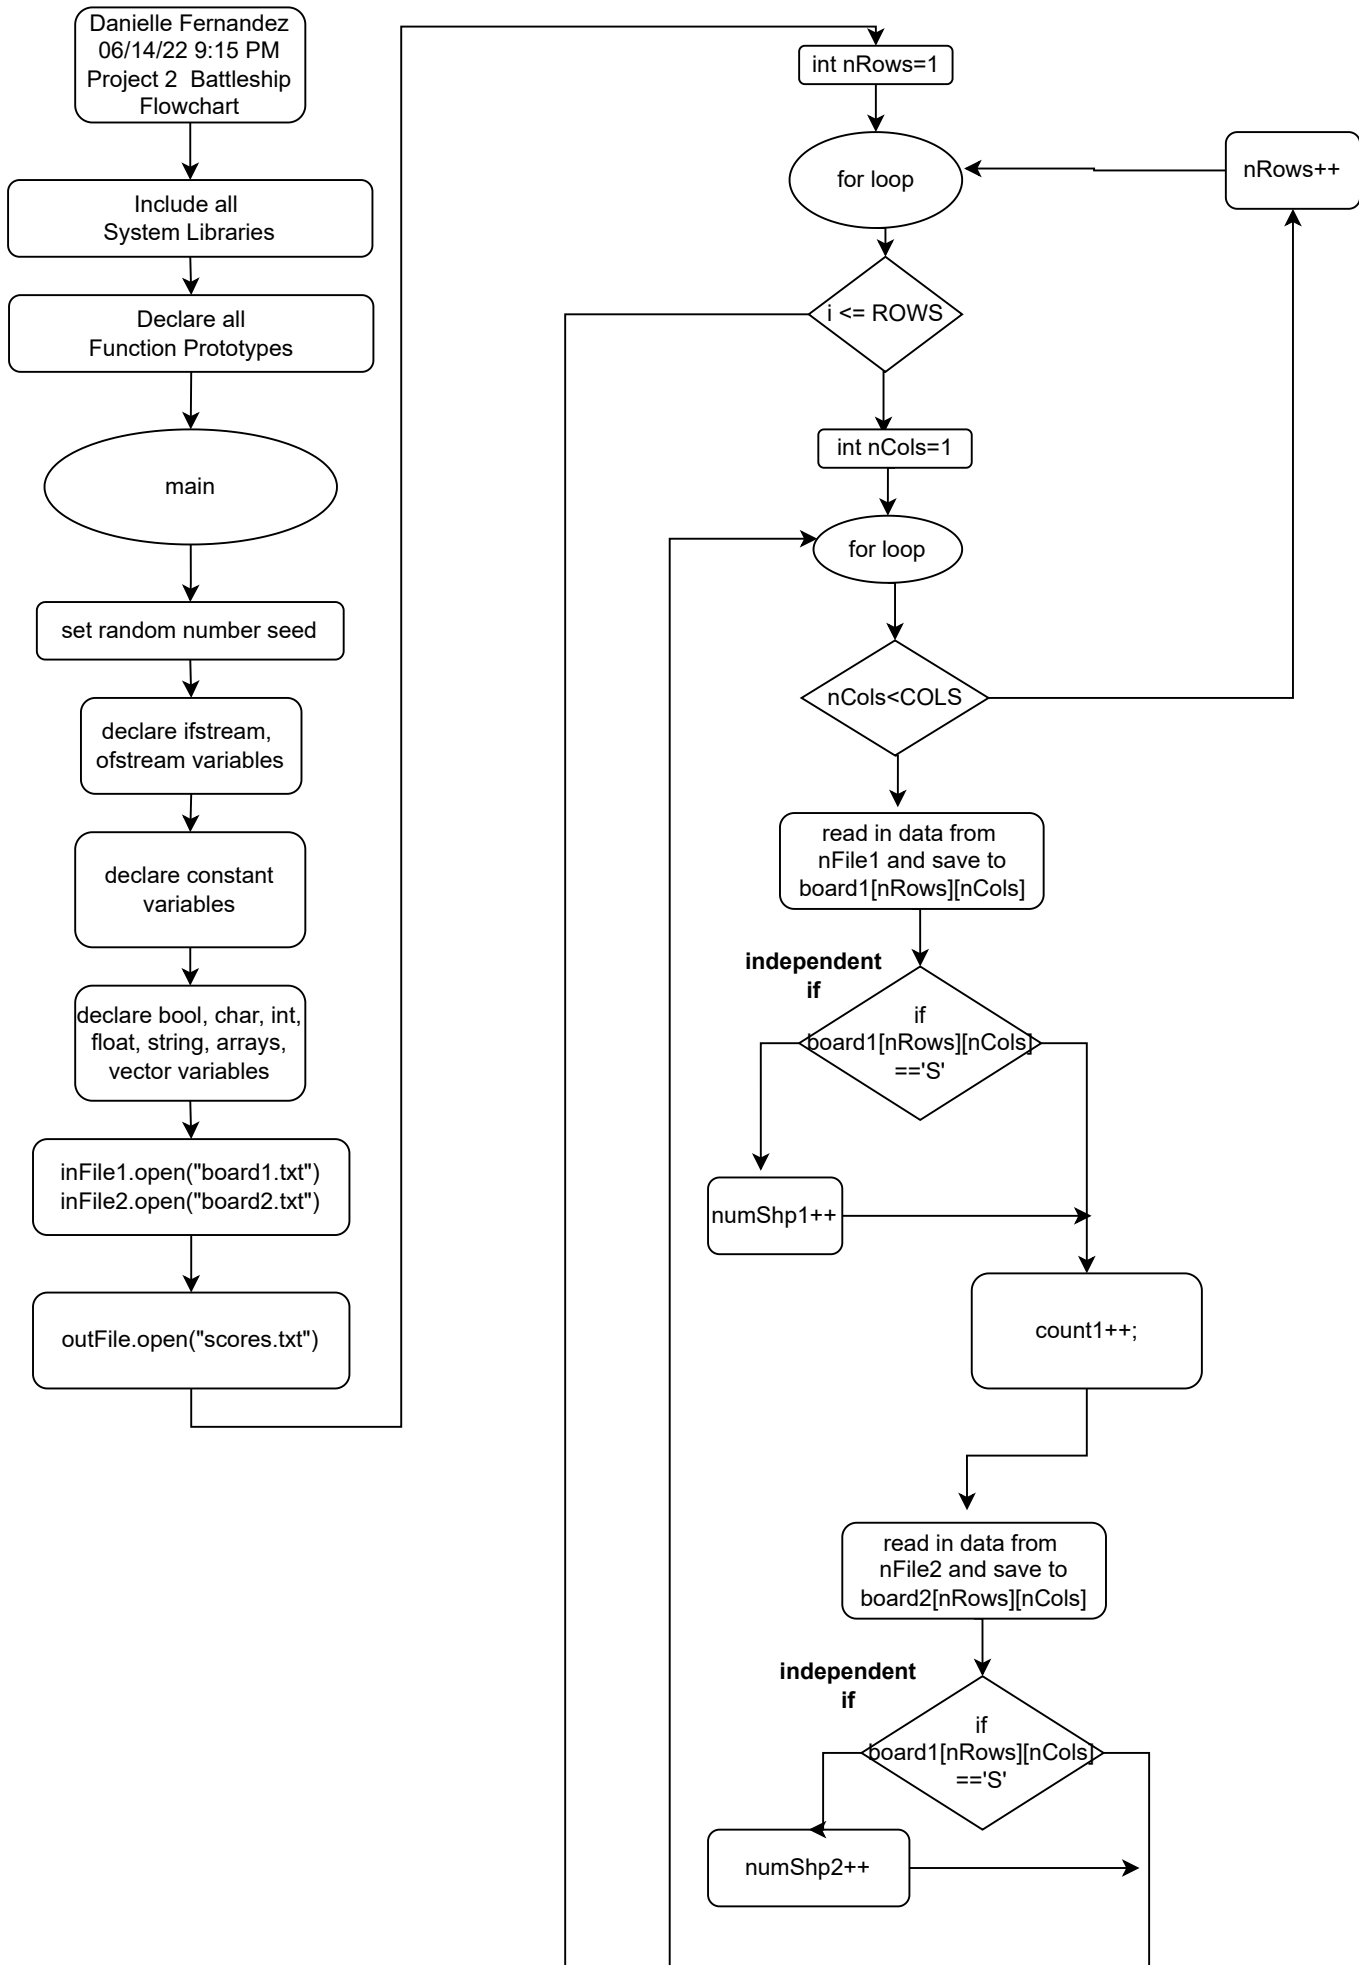 Danielle Fernandez
06/14/22 9:15 PM
Project 2  Battleship
Flowchart
Include all
System Libraries
Declare all
Function Prototypes
main
set random number seed
declare ifstream,
ofstream variables
declare constant
variables
declare bool, char, int,
float, string, arrays,
vector variables
inFile1.open("board1.txt")
inFile2.open("board2.txt")
outFile.open("scores.txt")
int nRows=1
for loop
nRows++
i <= ROWS
int nCols=1
for loop
nCols<COLS
read in data from
nFile1 and save to
board1[nRows][nCols]
independent
if
if
board1[nRows][nCols]
=='S'
numShp1++
count1++;
read in data from
nFile2 and save to
board2[nRows][nCols]
independent
if
if
board1[nRows][nCols]
=='S'
numShp2++